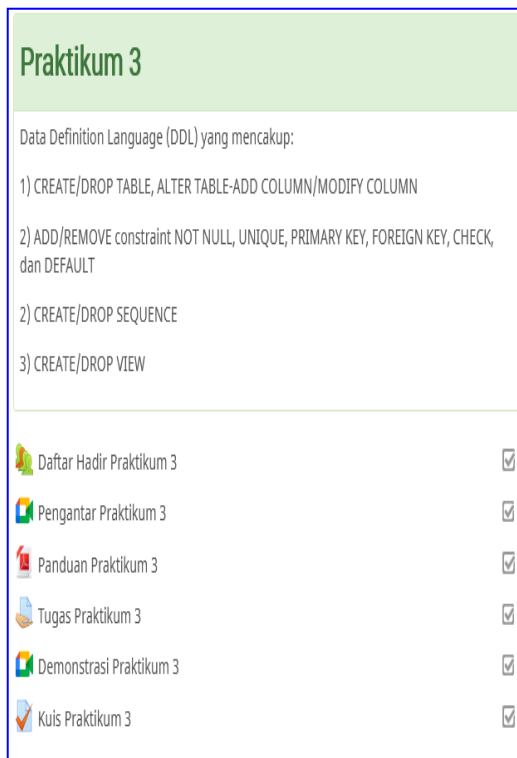 Praktikum 3
Data Definition Language (DDL) yang mencakup:
1) CREATE/DROP TABLE, ALTER TABLE-ADD COLUMN/MODIFY COLUMN
2) ADD/REMOVE constraint NOT NULL, UNIQUE, PRIMARY KEY, FOREIGN KEY, CHECK,
dan DEFAULT
2) CREATE/DROP SEQUENCE
3) CREATE/DROP VIEW
Daftar Hadir Praktikum 3
Pengantar Praktikum 3
Panduan Praktikum 3
Tugas Praktikum 3
Demonstrasi Praktikum 3
Kuis Praktikum 3